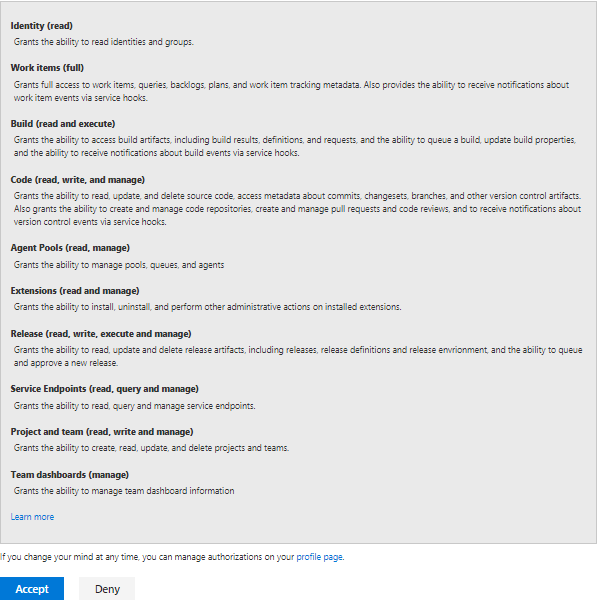 Identity (read)
Grants the ability to read identities and groups.
Work items (full)
Grants full access to work items, queries, backlogs, plans, and work item tracking metadata. Also provides the ability to receive notifications about
work item events via service hooks.
Build (read and execute)
Grants the ability to access build artifacts, including build results, definitions, and requests, and the ability to queue a build, update build properties,
and the ability to receive notifications about build events via service hooks.
Code (read, write, and manage)
Grants the ability to read, update, and delete source code, access metadata about commits, changesets, branches, and other version control artifacts.
Also grants the ability to create and manage code repositories, create and manage pull requests and code reviews, and to receive notifications about
version control events via service hooks.
Agent Pools (read, manage)
Grants the ability to manage pools, queues, and agents
Extensions (read and manage)
Grants the ability to install, uninstall, and perform other administrative actions on installed extensions.
Release (read, write, execute and manage)
Grants the ability to read, update and delete release artifacts, including releases, release definitions and release envrionment, and the ability to queue
and approve a new release.
Service Endpoints (read, query and manage)
Grants the ability to read, query and manage service endpoints.
Project and team (read, write and manage)
Grants the ability to create, read, update, and delete projects and teams.
Team dashboards (manage)
Grants the ability to manage team dashboard information
Learn more
If you change your mind at any time, you can manage authorizations on your profile page.
Accept Deny